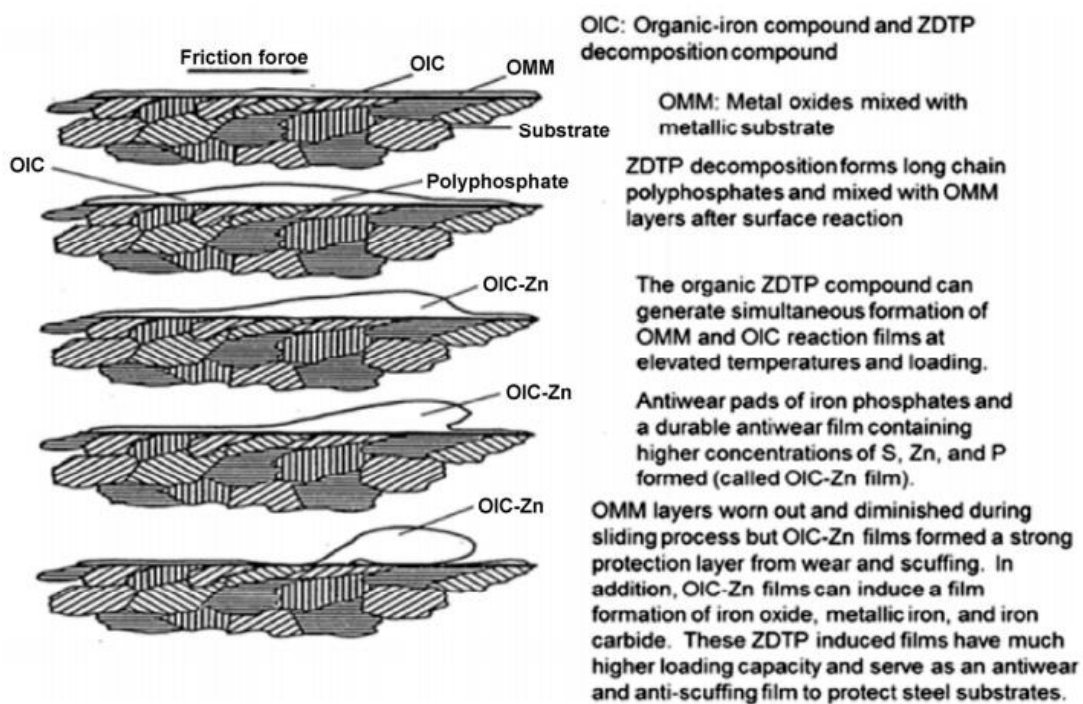 Friction foroe
OIC
OMM
Substrate
OIC
Polyphosphate
OIC-Zn
OIC-Zn
OIC-Zn
OIC: Organic-iron compound and ZDTP
decomposition compound
OMM: Metal oxides mixed with
metallic substrate
ZDTP decomposition forms long chain
polyphosphates and mixed with OMM
layers after surface reaction
The organic ZDTP compound can
generate simultaneous formation of
OMM and OIC reaction films at
elevated temperatures and loading.
Antiwear pads of iron phosphates and
a durable antiwear film containing
higher concentrations of S, Zn, and P
formed (called OIC-Zn film).
OMM layers worn out and diminished during
sliding process but OIC-Zn films formed a strong
protection layer from wear and scuffing. In
addition, OIC-Zn films can induce a film
formation of iron oxide, metallic iron, and iron
carbide. These ZDTP induced films have much
higher loading capacity and serve as an antiwear
and anti-scuffing film to protect steel substrates.